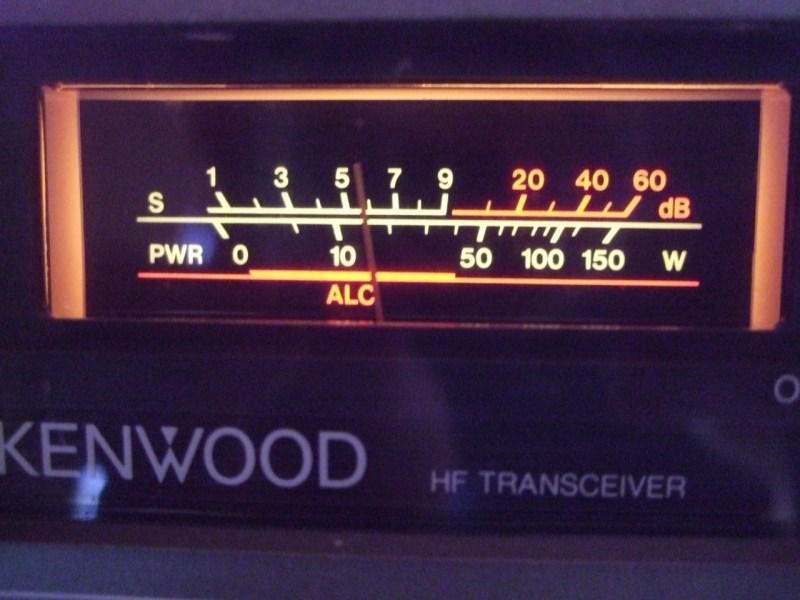 1 3 5 7 9 20 40 60
S dB
PWR 0 10 50 100 150 W
ALC
KENWOOD
HF TRANSCEIVER